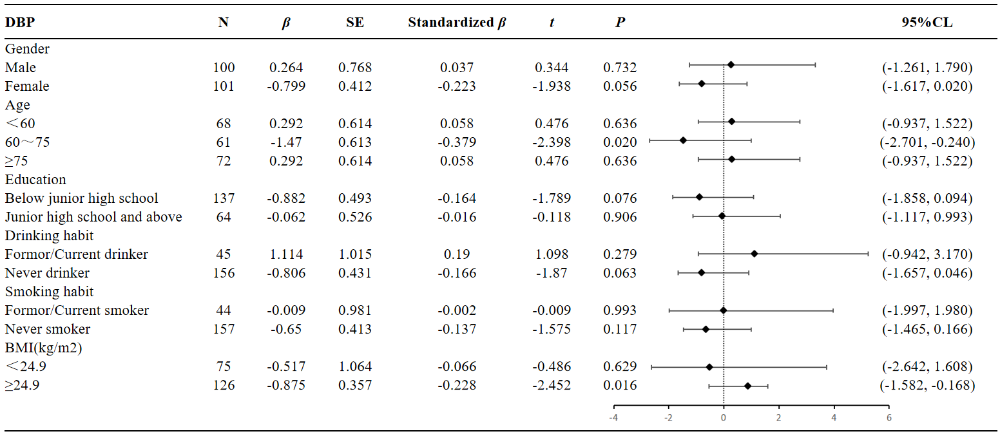 DBP N β SE Standardized β t P 95%CL
Gender
Male 100 0.264 0.768 0.037 0.344 0.732 (-1.261, 1.790)
Female 101 -0.799 0.412 -0.223 -1.938 0.056 (-1.617, 0.020)
Age
＜60 68 0.292 0.614 0.058 0.476 0.636 (-0.937, 1.522)
60～75 61 -1.47 0.613 -0.379 -2.398 0.020 (-2.701, -0.240)
≥75 72 0.292 0.614 0.058 0.476 0.636 (-0.937, 1.522)
Education
Below junior high school 137 -0.882 0.493 -0.164 -1.789 0.076 (-1.858, 0.094)
Junior high school and above 64 -0.062 0.526 -0.016 -0.118 0.906 (-1.117, 0.993)
Drinking habit
Formor/Current drinker 45 1.114 1.015 0.19 1.098 0.279 (-0.942, 3.170)
Never drinker 156 -0.806 0.431 -0.166 -1.87 0.063 (-1.657, 0.046)
Smoking habit
Formor/Current smoker 44 -0.009 0.981 -0.002 -0.009 0.993 (-1.997, 1.980)
Never smoker 157 -0.65 0.413 -0.137 -1.575 0.117 (-1.465, 0.166)
BMI(kg/m2)
＜24.9 75 -0.517 1.064 -0.066 -0.486 0.629 (-2.642, 1.608)
≥24.9 126 -0.875 0.357 -0.228 -2.452 0.016 (-1.582, -0.168)
-4 -2 0 2 4 6